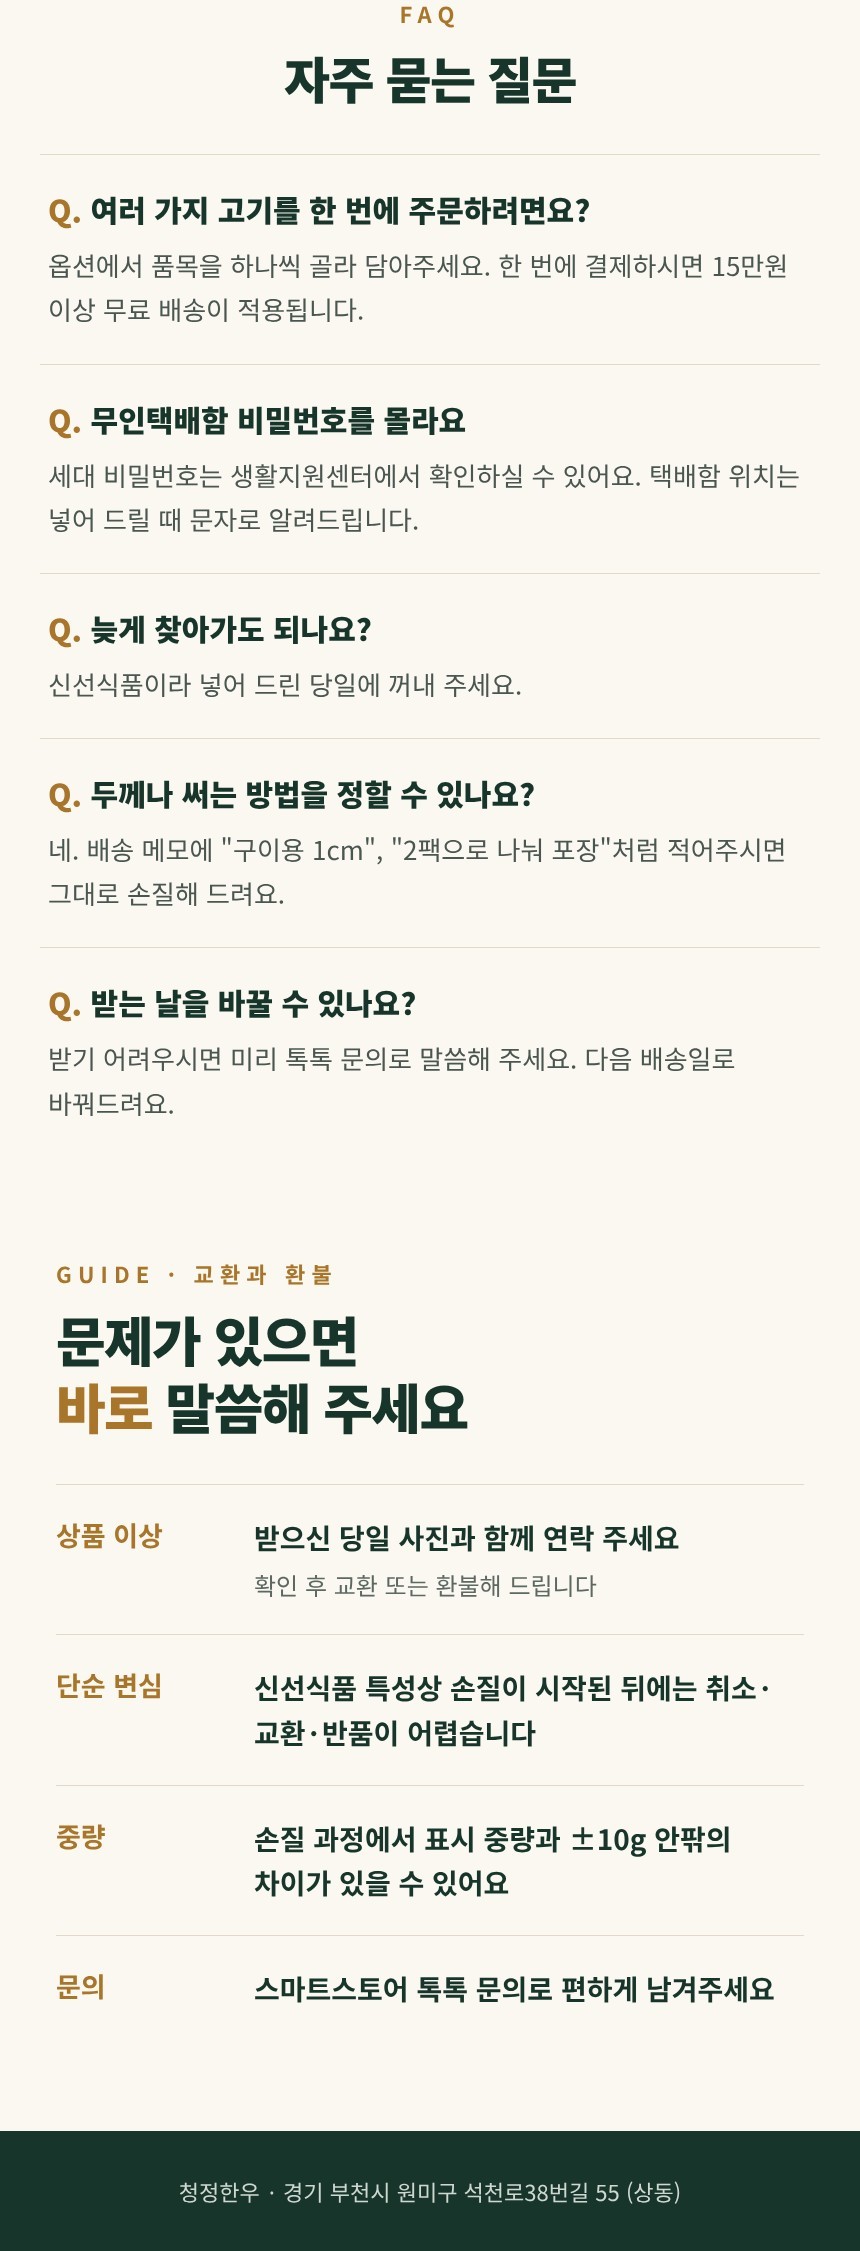 FAQ
자주 묻는 질문
Q. 여러 가지 고기를 한 번에 주문하려면요?
옵션에서 품목을 하나씩 골라 담아주세요. 한 번에 결제하시면 15만원
이상 무료 배송이 적용됩니다.
Q. 무인택배함 비밀번호를 몰라요
세대 비밀번호는 생활지원센터에서 확인하실 수 있어요. 택배함 위치는
넣어 드릴 때 문자로 알려드립니다.
Q. 늦게 찾아가도 되나요?
신선식품이라 넣어 드린 당일에 꺼내 주세요.
Q. 두께나 써는 방법을 정할 수 있나요?
네. 배송 메모에 "구이용 1cm", "2팩으로 나눠 포장"처럼 적어주시면
그대로 손질해 드려요.
Q. 받는 날을 바꿀 수 있나요?
받기 어려우시면 미리 톡톡 문의로 말씀해 주세요. 다음 배송일로
바꿔드려요.
GUIDE · 교환과 환불
문제가 있으면
바로 말씀해 주세요
상품 이상
받으신 당일 사진과 함께 연락 주세요
확인 후 교환 또는 환불해 드립니다
단순 변심
신선식품 특성상 손질이 시작된 뒤에는 취소·
교환·반품이 어렵습니다
중량
손질 과정에서 표시 중량과 ±10g 안팎의
차이가 있을 수 있어요
문의
스마트스토어 톡톡 문의로 편하게 남겨주세요
청정한우 · 경기 부천시 원미구 석천로38번길 55 (상동)